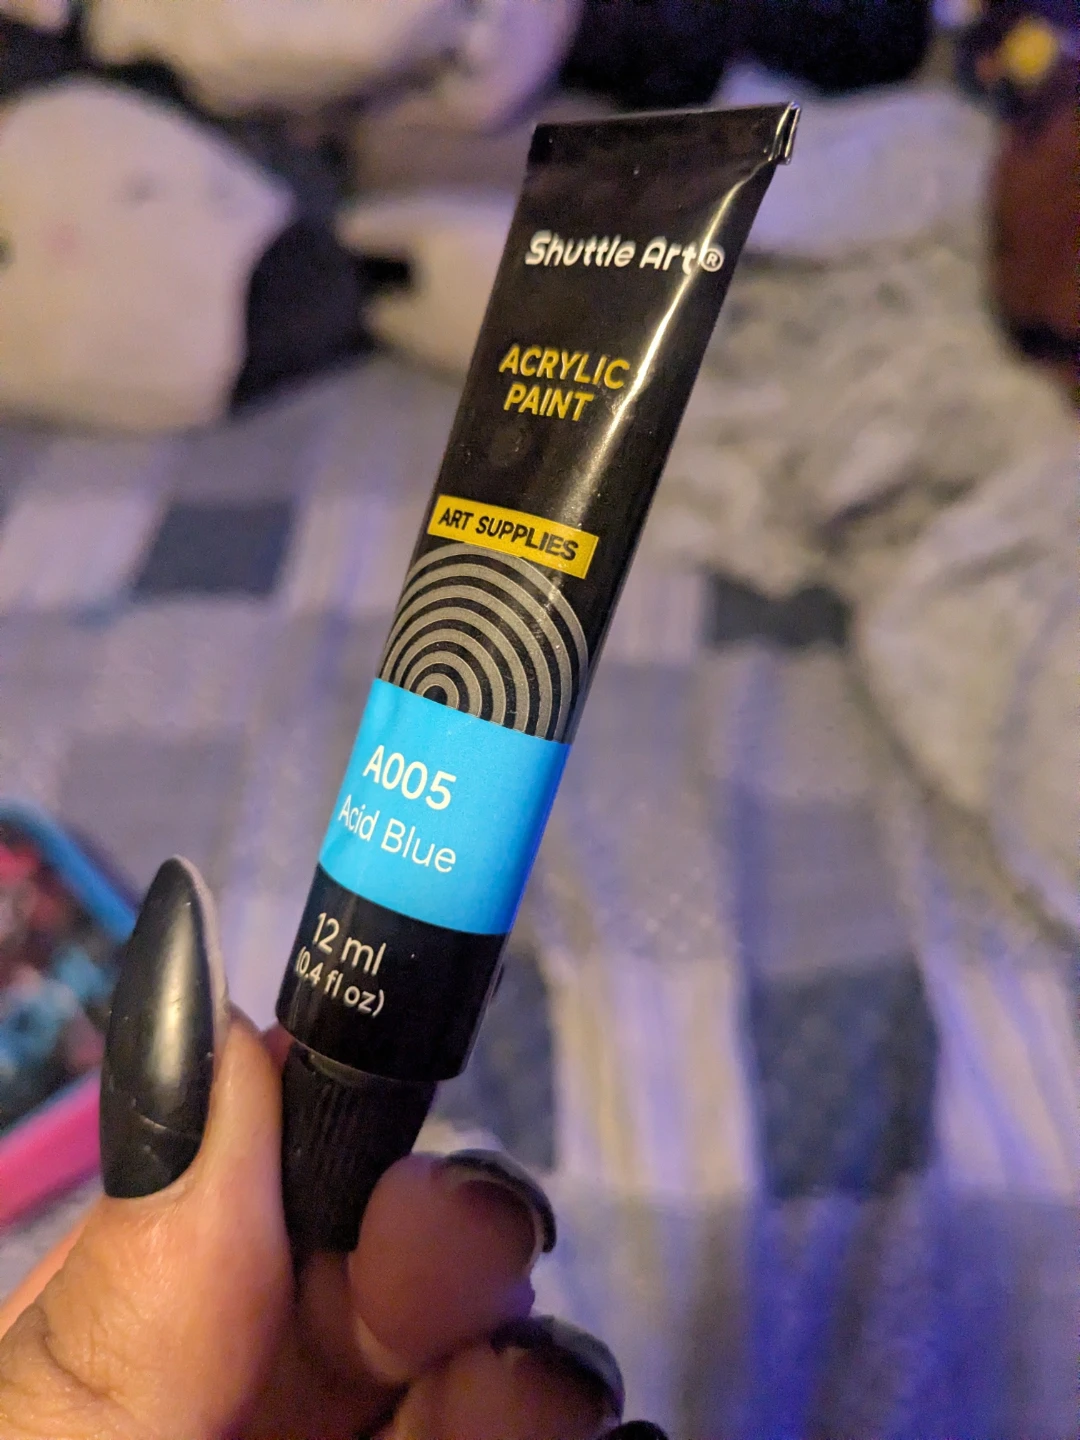 Shuttle Art®
ACRYLIC
PAINT
ART SUPPLIES
A005
Acid Blue
12 ml
(0.4 fl oz)